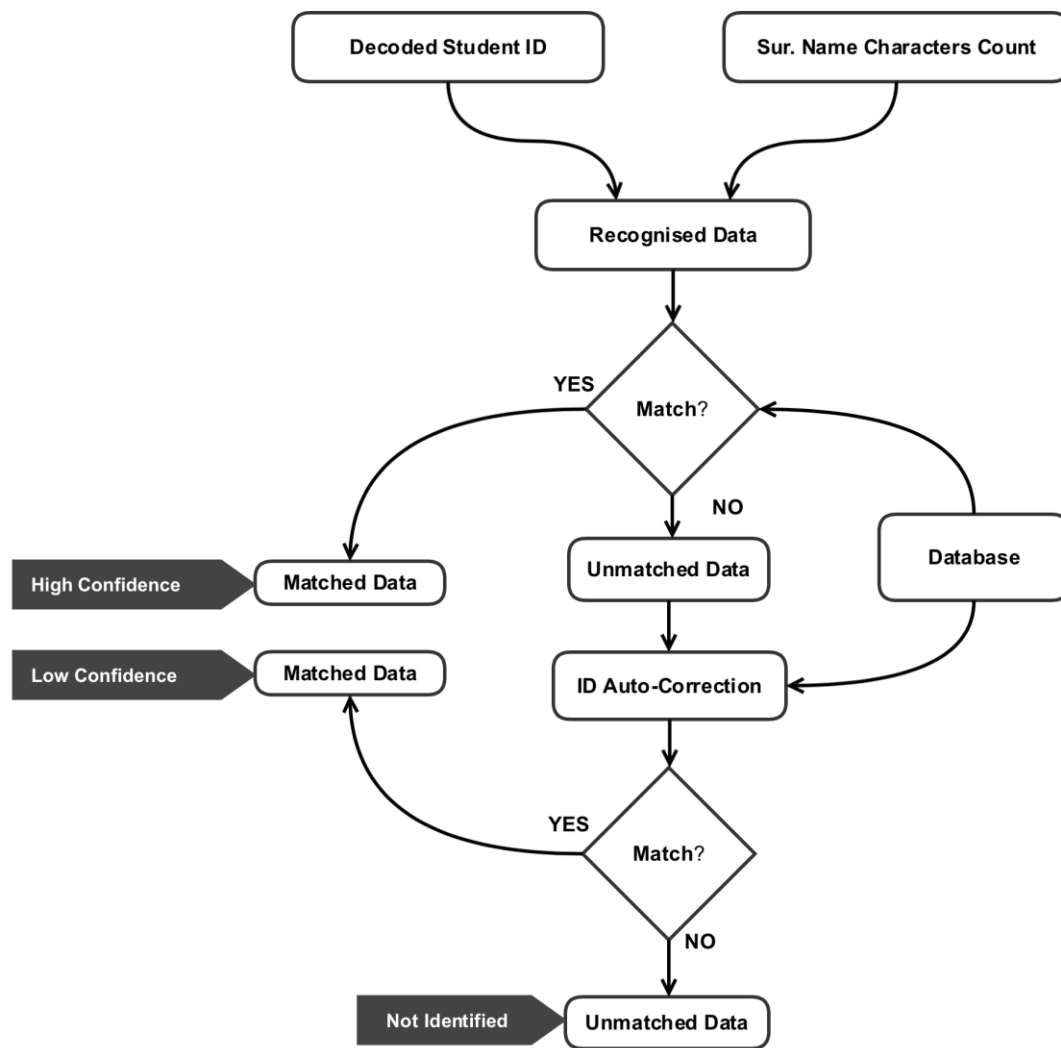 Decoded Student ID
Sur. Name Characters Count
Recognised Data
YES
Match?
NO
Database
High Confidence
Matched Data
Unmatched Data
Low Confidence
Matched Data
ID Auto-Correction
YES
Match?
NO
Not Identified
Unmatched Data